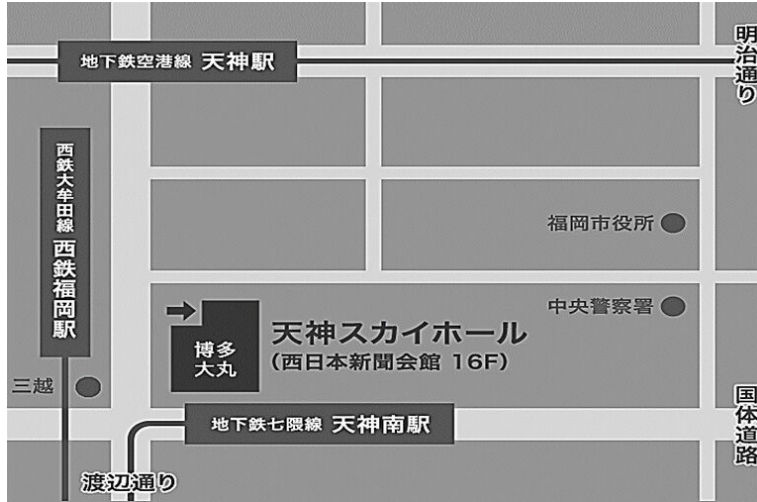 明治通り
地下鉄空港線 天神駅
西鉄大牟田線 西鉄福岡駅
福岡市役所
中央警察署
天神スカイホール
(西日本新聞会館 16F)
博多
大丸
三越
地下鉄七隈線 天神南駅
国体道路
渡辺通り